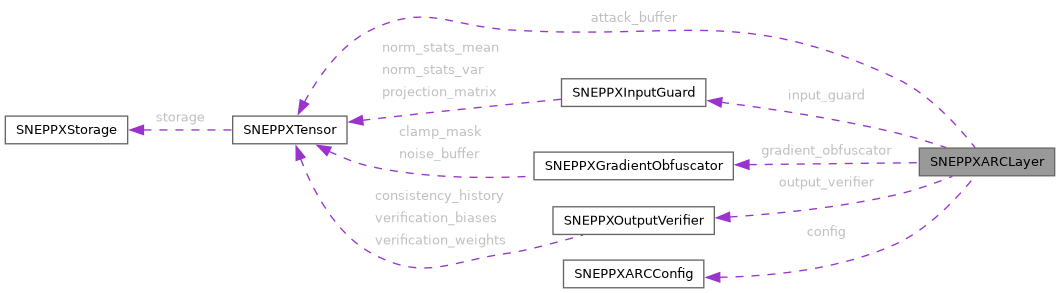 attack_buffer
norm_stats_mean
norm_stats_var
projection_matrix
SNEPPXInputGuard
input_guard
storage
SNEPPXStorage
SNEPPXTensor
clamp_mask
noise_buffer
gradient_obfuscator
SNEPPXARCLayer
SNEPPXGradientObfuscator
output_verifier
consistency_history
verification_biases
verification_weights
SNEPPXOutputVerifier
config
SNEPPXARCConfig